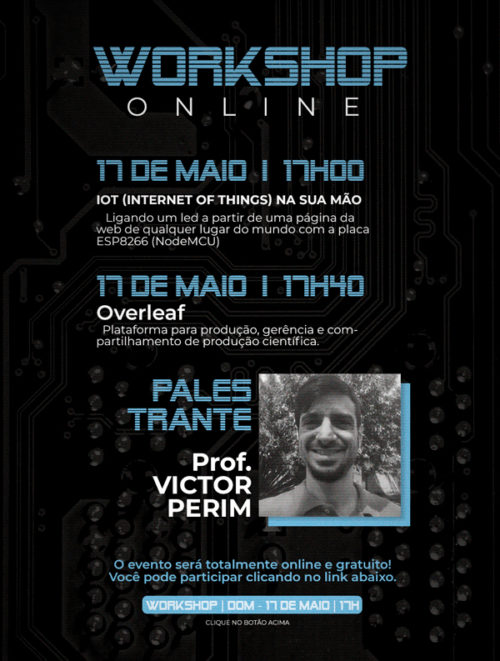 WORKSHOP
ONLINE
17 DE MAIO | 17H00
IOT (INTERNET OF THINGS) NA SUA MÃO
Ligando um led a partir de uma página da
web de qualquer lugar do mundo com a placa
ESP8266 (NodeMCU)
17 DE MAIO | 17H40
Overleaf
Plataforma para produção, gerência e com-
partilhamento de produção científica.
PALES
TRANTE
Prof.
VICTOR
PERIM
O evento será totalmente online e gratuito!
Você pode participar clicando no link abaixo.
WORKSHOP | DOM - 17 DE MAIO | 17H
CLIQUE NO BOTÃO ACIMA